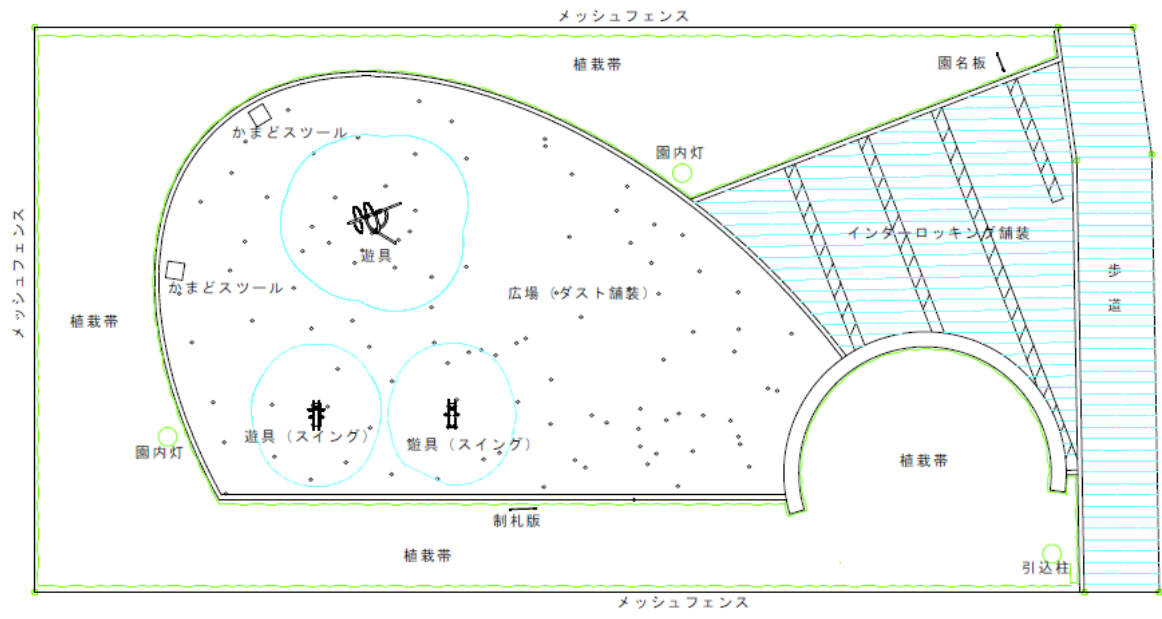 メッシュフェンス
植栽帯
園名板
かまどスツール
園内灯
メッシュフェンス
インターロッキング舗装
遊具
歩道
かまどスツール
広場（ダスト舗装）
植栽帯
遊具（スイング）
遊具（スイング）
園内灯
植栽帯
制札版
植栽帯
引込柱
メッシュフェンス